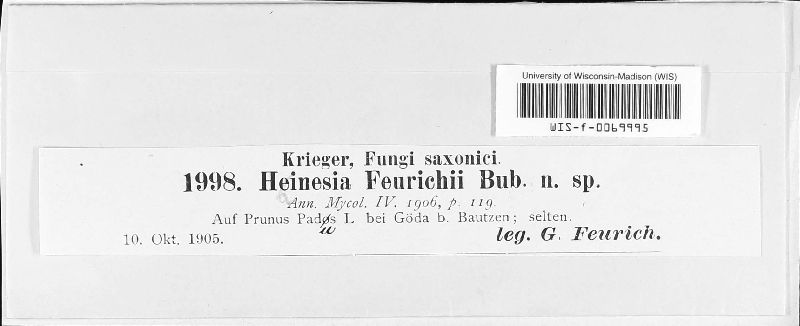 University of Wisconsin-Madison (WIS)
WIS-f-0069995
Krieger, Fungi saxonici.
1998. Heinesia Feurichii Bub. n. sp.
Ann. Mycol. IV. 1906, p. 119.
Auf Prunus Padøs L. bei Göda b. Bautzen; selten.
u
10. Okt. 1905. leg. G. Feurich.